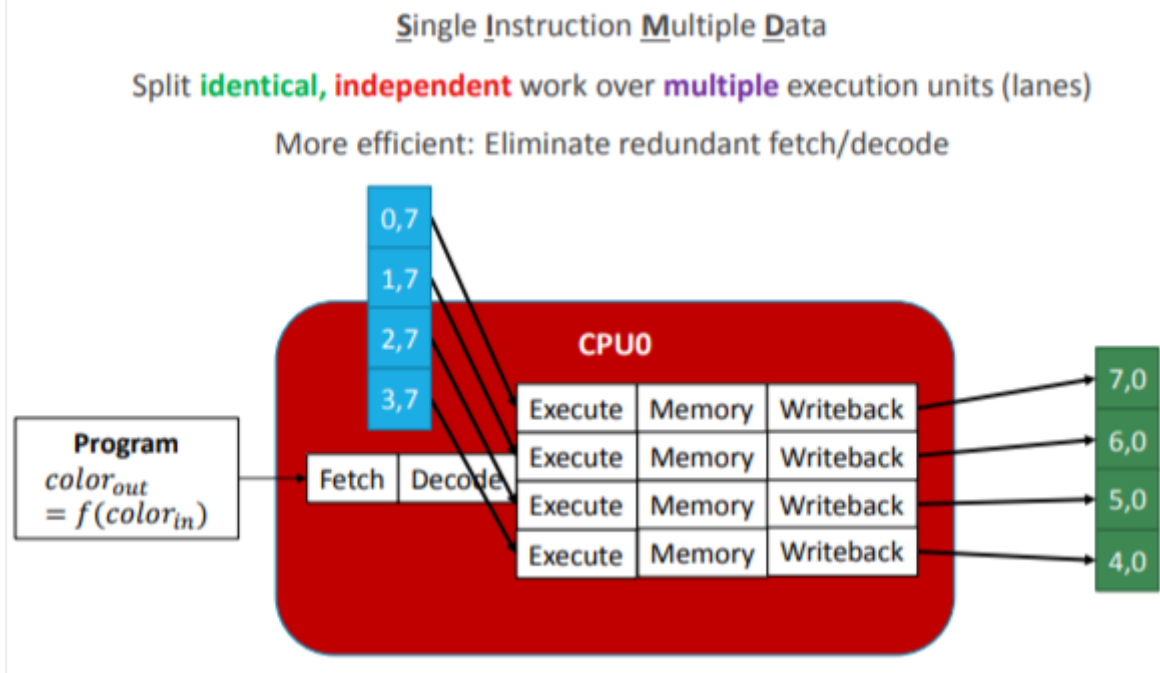 Single Instruction Multiple Data
Split identical, independent work over multiple execution units (lanes)
More efficient: Eliminate redundant fetch/decode
0,7
1,7
2,7
3,7
CPU0
Program
color_out
= f(color_in)
Fetch Decode
Execute Memory Writeback
Execute Memory Writeback
Execute Memory Writeback
Execute Memory Writeback
7,0
6,0
5,0
4,0